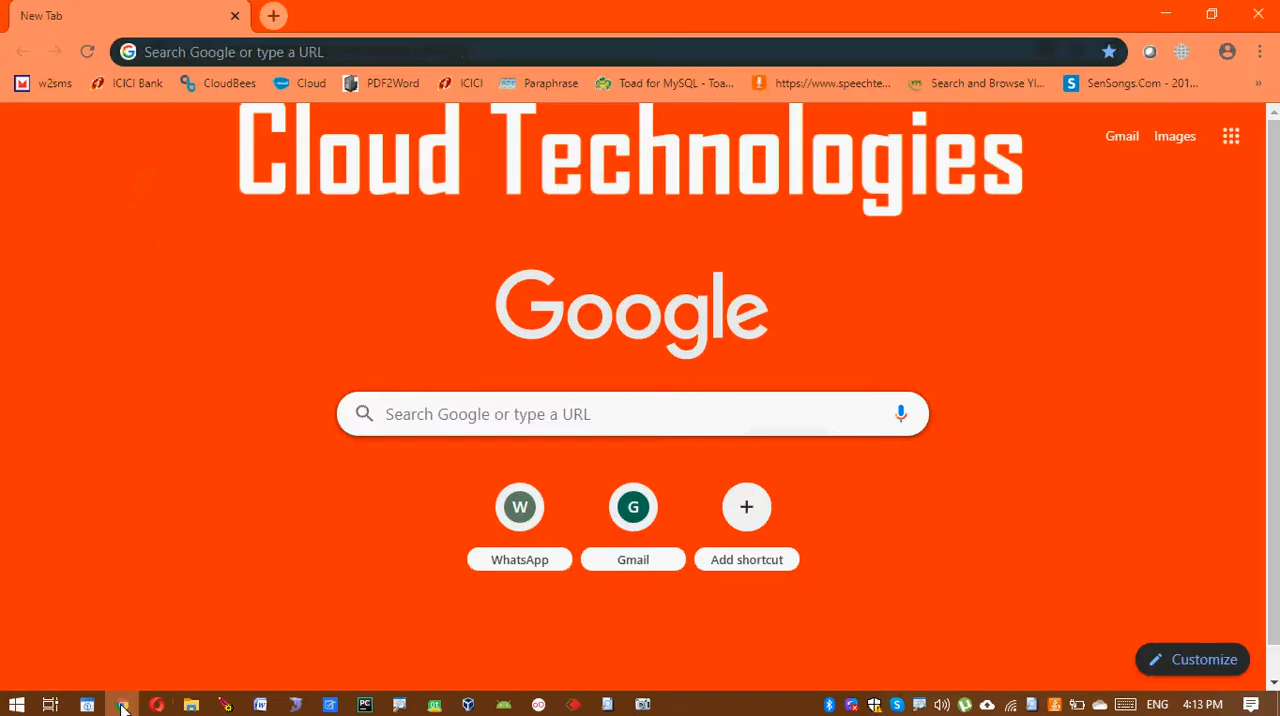 New Tab
Search Google or type a URL
w2sms ICICI Bank CloudBees Cloud PDF2Word ICICI Paraphrase Toad for MySQL - Toa... https://www.speechte... Search and Browse YI... SenSongs.Com - 201... »
Cloud Technologies
Gmail Images
Google
Search Google or type a URL
W G
WhatsApp Gmail Add shortcut
Customize
ENG 4:13 PM